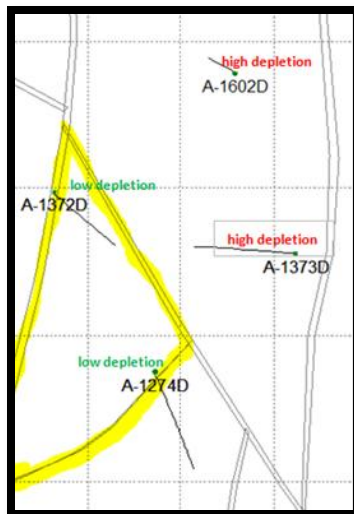 high depletion
A-1602D
low depletion
A-1372D
high depletion
A-1373D
low depletion
A-1274D